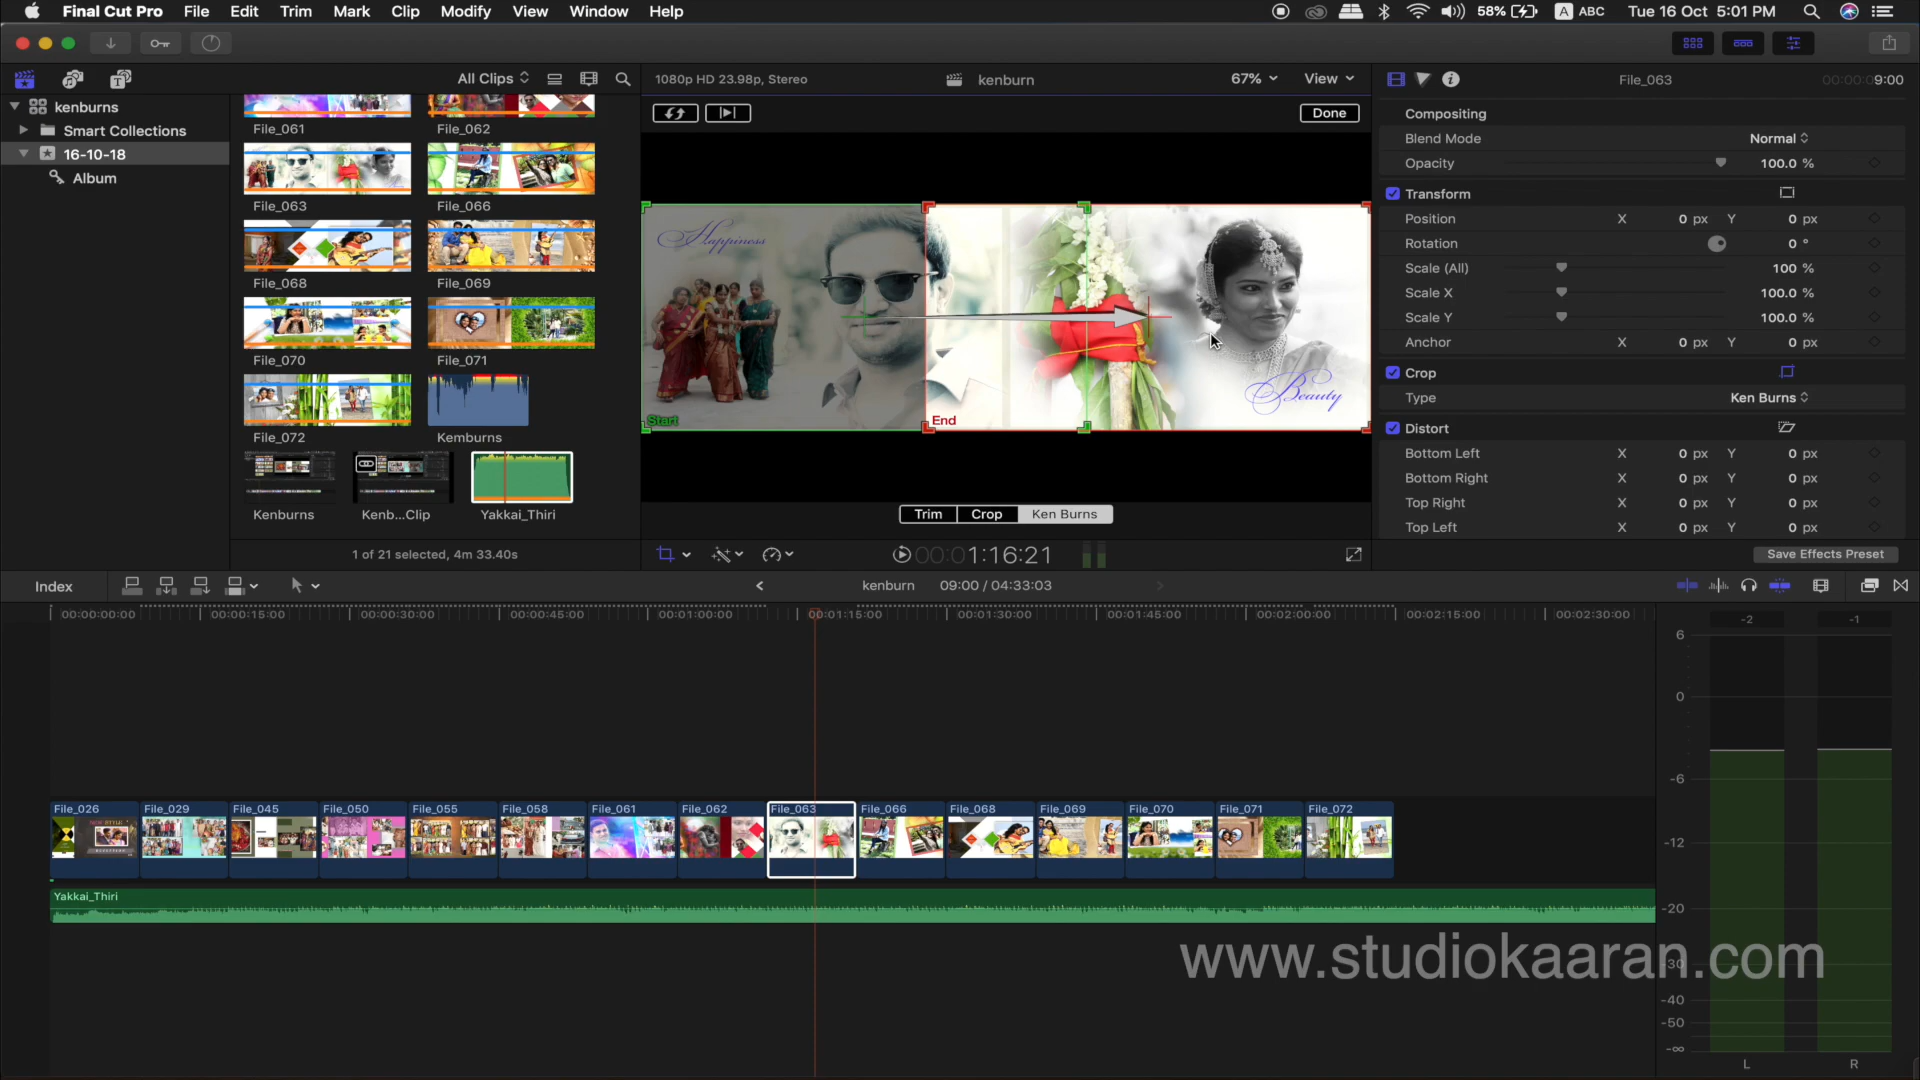 Final Cut Pro File Edit Trim Mark Clip Modify View Window Help 58% A ABC Tue 16 Oct 5:01 PM
All Clips 1080p HD 23.98p, Stereo kenburn 67% View File_063 00:00:09:00
kenburns
Smart Collections
16-10-18
Album
File_061 File_062
File_063 File_066
File_068 File_069
File_070 File_071
File_072 Kemburns
Kenburns Kenb...Clip Yakkai_Thiri
1 of 21 selected, 4m 33.40s
Done
Happiness
Beauty
Start End
Trim Crop Ken Burns
00:01:16:21
Compositing
Blend Mode Normal
Opacity 100.0 %
Transform
Position X 0 px Y 0 px
Rotation 0 °
Scale (All) 100 %
Scale X 100.0 %
Scale Y 100.0 %
Anchor X 0 px Y 0 px
Crop
Type Ken Burns
Distort
Bottom Left X 0 px Y 0 px
Bottom Right X 0 px Y 0 px
Top Right X 0 px Y 0 px
Top Left X 0 px Y 0 px
Save Effects Preset
Index kenburn 09:00 / 04:33:03
00:00:00:00 00:00:15:00 00:00:30:00 00:00:45:00 00:01:00:00 00:01:15:00 00:01:30:00 00:01:45:00 00:02:00:00 00:02:15:00 00:02:30:00
-2 -1
6
0
-6
-12
-20
-30
-40
-50
-∞
L R
File_026 File_029 File_045 File_050 File_055 File_058 File_061 File_062 File_063 File_066 File_068 File_069 File_070 File_071 File_072
Yakkai_Thiri
www.studiokaaran.com